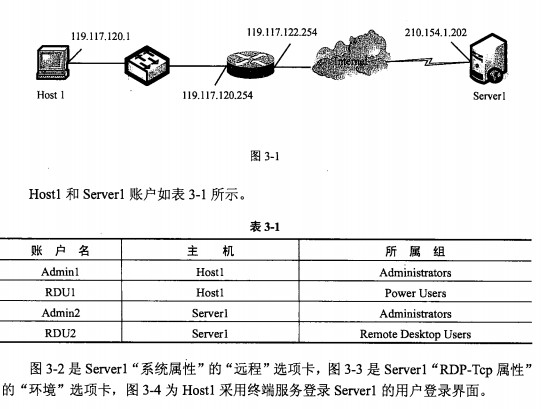 119.117.120.1
119.117.122.254
210.154.1.202
Internet
Host 1
119.117.120.254
Server1
图 3-1
Host1 和 Server1 账户如表 3-1 所示。
表 3-1
账 户 名 主 机 所 属 组
Admin1 Host1 Administrators
RDU1 Host1 Power Users
Admin2 Server1 Administrators
RDU2 Server1 Remote Desktop Users
图 3-2 是 Server1“系统属性”的“远程”选项卡，图 3-3 是 Server1“RDP-Tcp 属性”
的“环境”选项卡，图 3-4 为 Host1 采用终端服务登录 Server1 的用户登录界面。